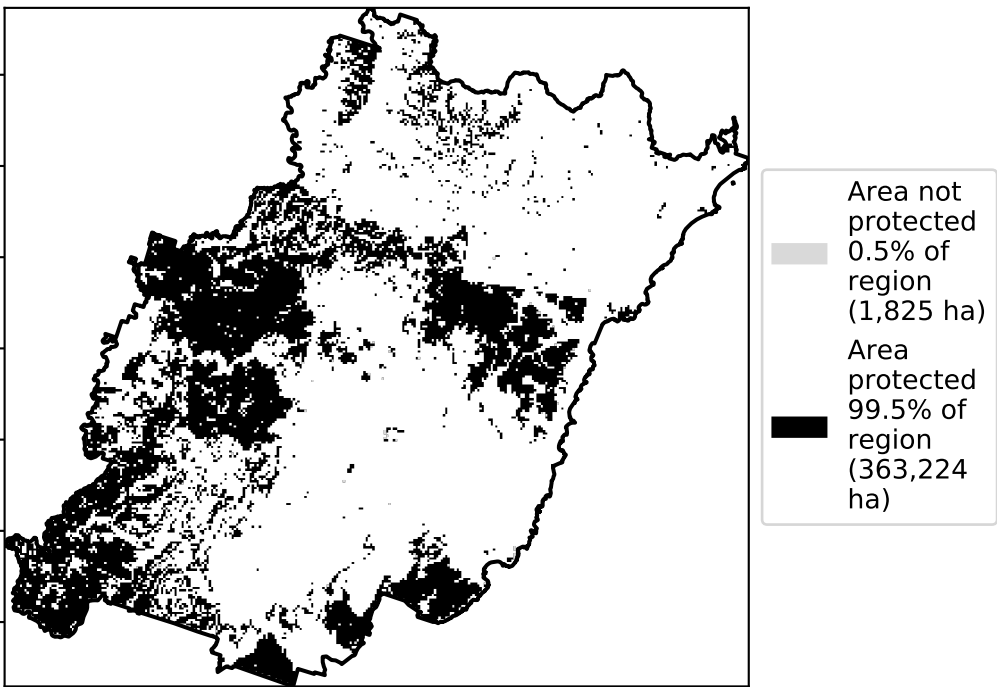 Area not
protected
0.5% of
region
(1,825 ha)
Area
protected
99.5% of
region
(363,224
ha)